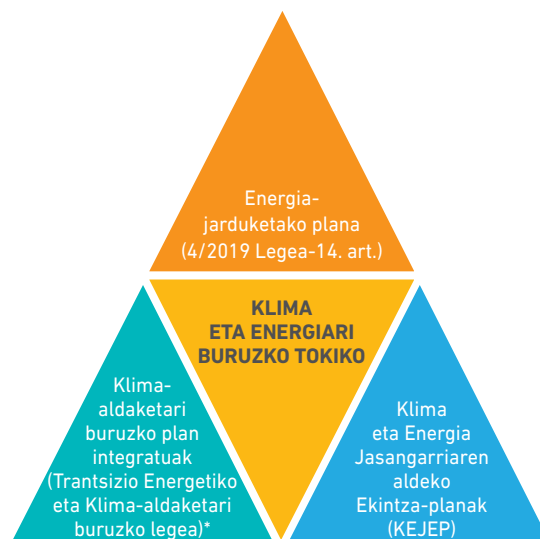 Energia-
jarduketako plana
(4/2019 Legea-14. art.)
KLIMA
ETA ENERGIARI
BURUZKO TOKIKO
Klima-
aldaketari
buruzko plan
integratuak
(Trantsizio Energetiko
eta Klima-aldaketari
buruzko legea)*
Klima
eta Energia
Jasangarriaren
aldeko
Ekintza-planak
(KEJEP)